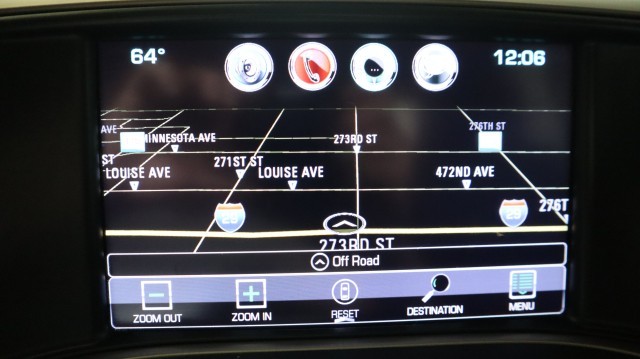 64° 12:06
AVE MINNESOTA AVE 273RD ST 276TH ST
ST 271ST ST
LOUISE AVE LOUISE AVE 472ND AVE
29 29 276T
273RD ST
Off Road
ZOOM OUT ZOOM IN RESET DESTINATION MENU